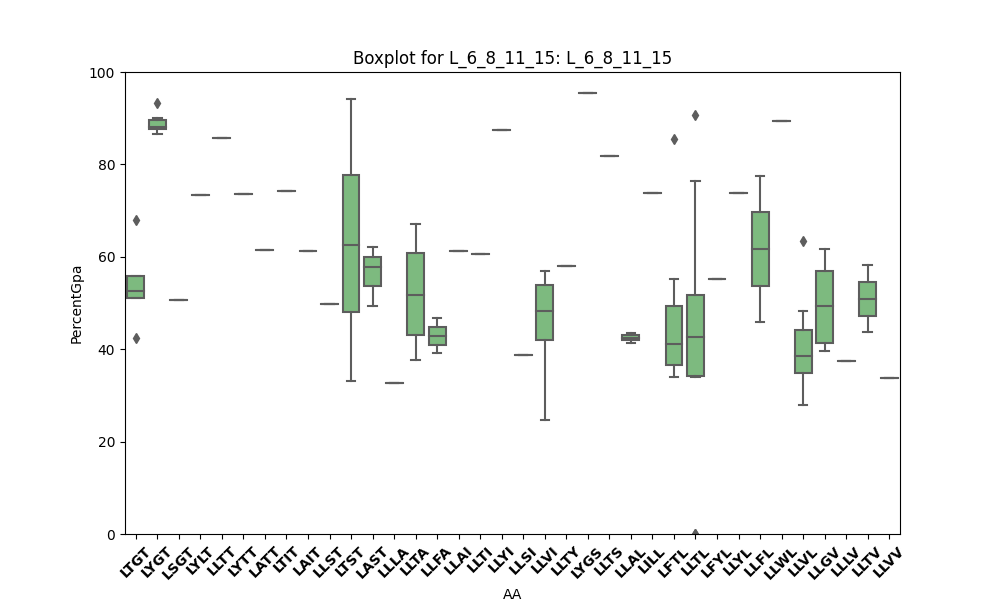 Boxplot for L_6_8_11_15: L_6_8_11_15
100
80
60
40
20
0
PercentGpa
LTGT LYGT LSGT LYLT LLTT LYTT LATT LTIT LAIT LLST LTST LAST LLLA LLTA LLFA LLAI LLTI LLYI LLSI LLVI LLTY LYGS LLTS LLAL LILL LFTL LLTL LFYL LLYL LLFL LLWL LLVL LLGV LLLV LLTV LLVV
AA